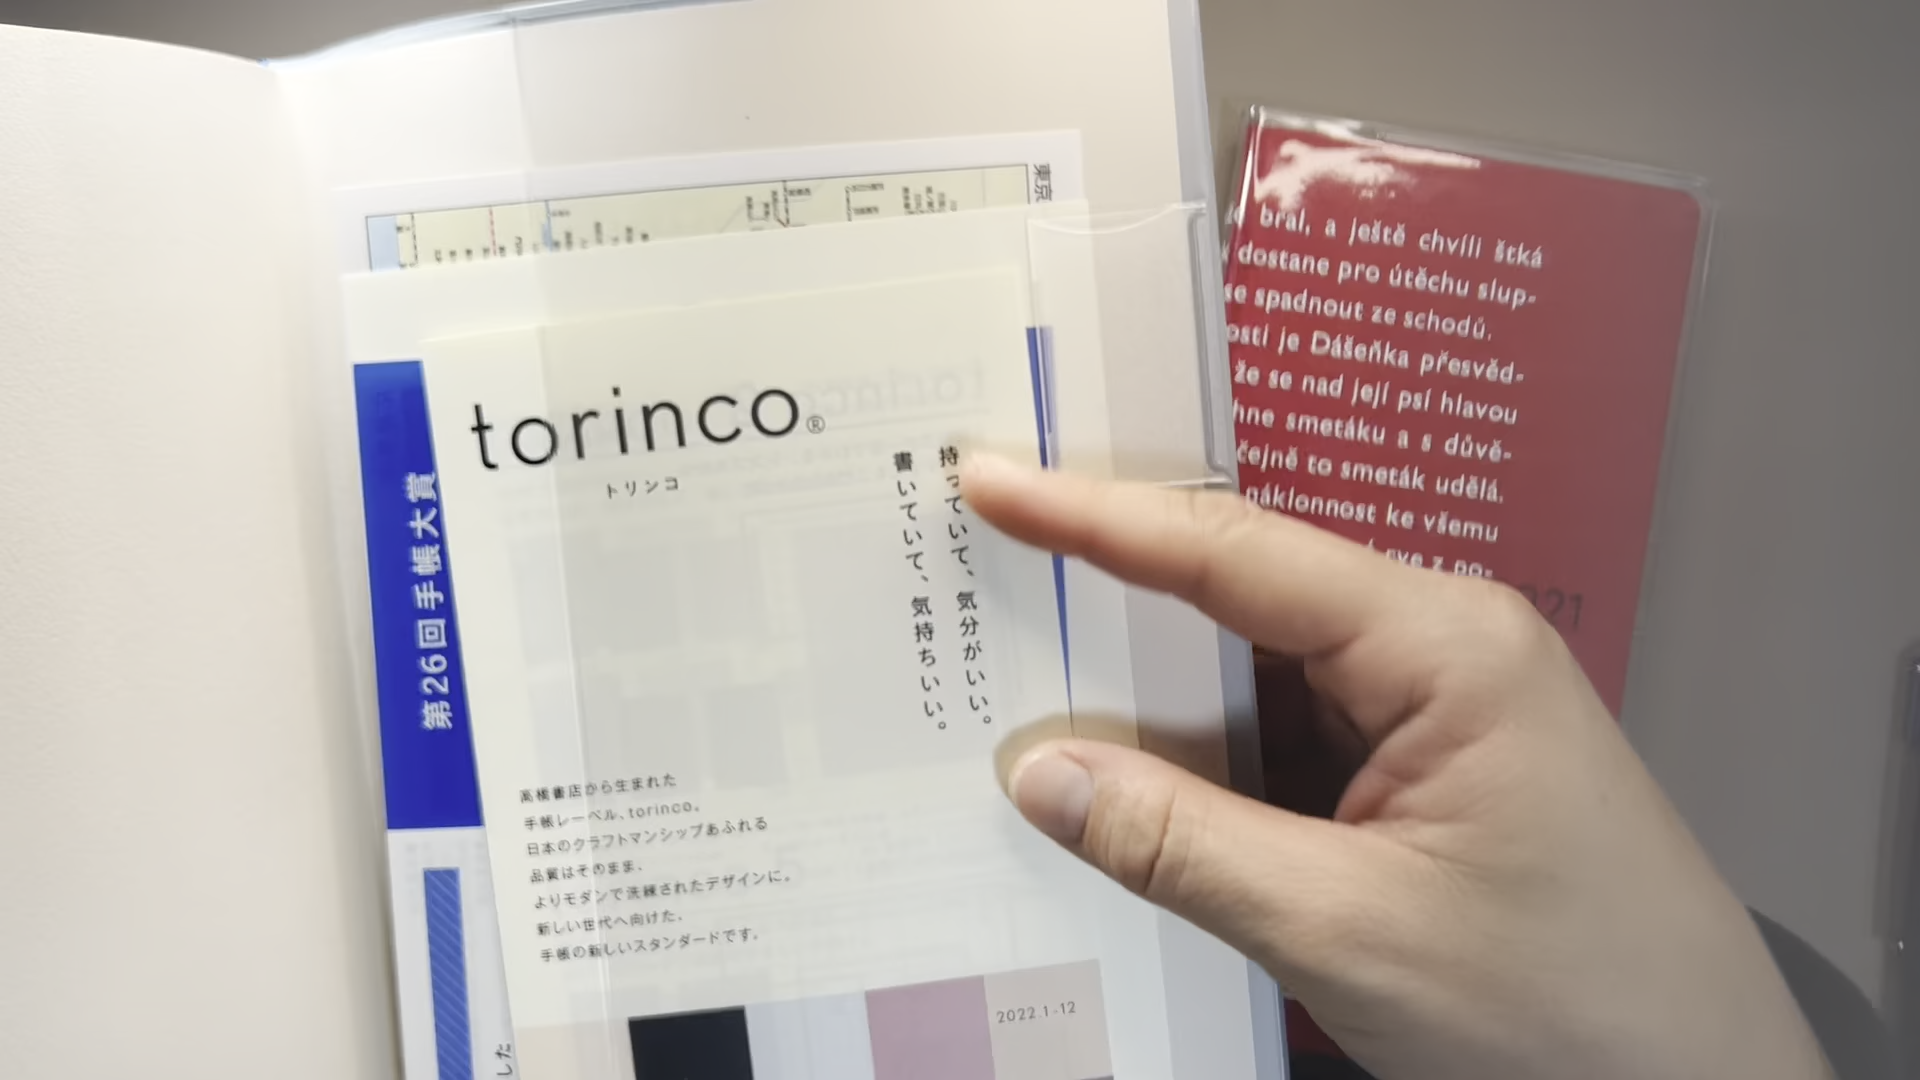 東京
torinco®
トリンコ
持っていて、気分がいい。
書いていて、気持ちいい。
第26回手帳大賞
高橋書店から生まれた
手帳レーベル、torinco。
日本のクラフトマンシップあふれる
品質はそのまま、
よりモダンで洗練されたデザインに。
新しい世代へ向けた、
手帳の新しいスタンダードです。
2022.1-12
した
bral, a ještě chvíli štká
dostane pro útěchu slup-
se spadnout ze schodů.
je Dášeňka přesvěd-
že se nad její psí hlavou
smetáku a s důvě-
to smeták udělá.
náklonnost ke všemu
z po-